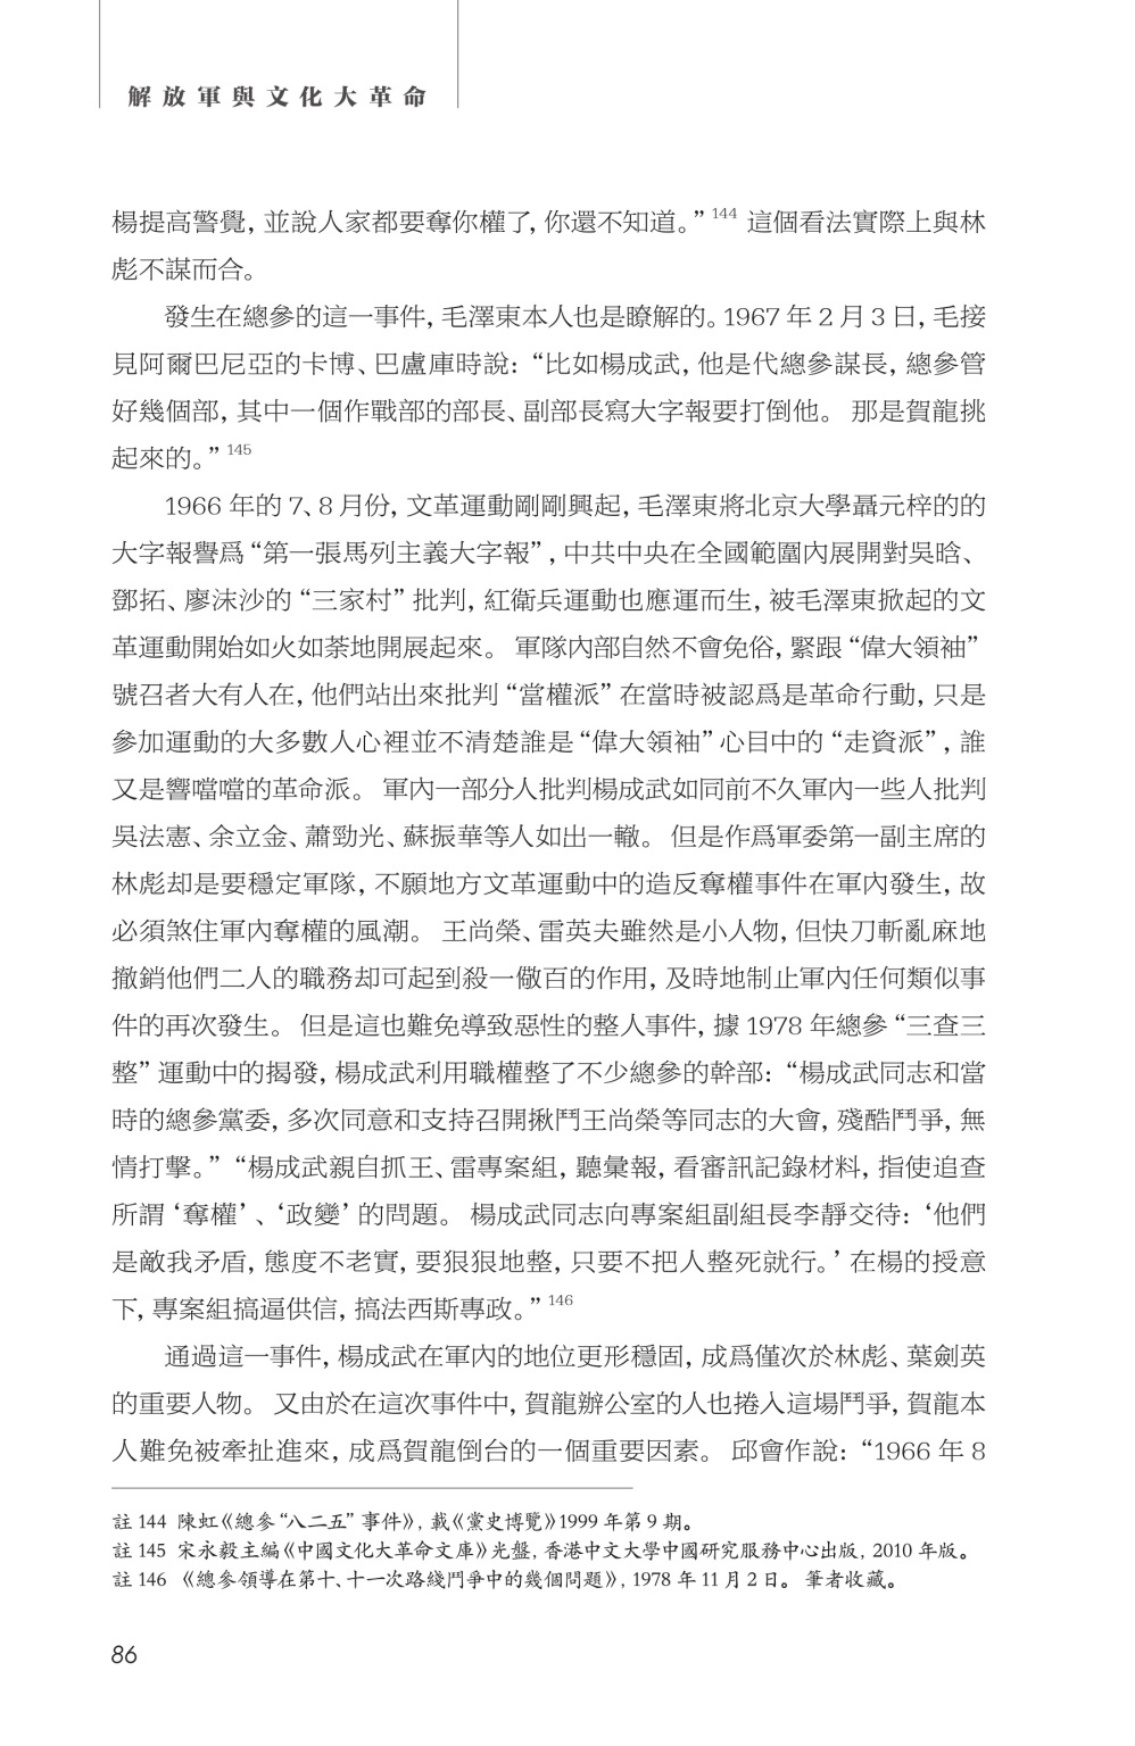 解放軍與文化大革命
楊提高警覺，並說人家都要奪你權了，你還不知道。” 144 這個看法實際上與林
彪不謀而合。
發生在總參的這一事件，毛澤東本人也是瞭解的。1967 年 2 月 3 日，毛接
見阿爾巴尼亞的卡博、巴盧庫時說：“比如楊成武，他是代總參謀長，總參管
好幾個部，其中一個作戰部的部長、副部長寫大字報要打倒他。 那是賀龍挑
起來的。” 145
1966 年的 7、8 月份，文革運動剛剛興起，毛澤東將北京大學聶元梓的的
大字報譽爲“第一張馬列主義大字報”，中共中央在全國範圍內展開對吳晗、
鄧拓、廖沫沙的“三家村”批判，紅衛兵運動也應運而生，被毛澤東掀起的文
革運動開始如火如荼地開展起來。 軍隊內部自然不會免俗，緊跟“偉大領袖”
號召者大有人在，他們站出來批判“當權派”在當時被認爲是革命行動，只是
參加運動的大多數人心裡並不清楚誰是“偉大領袖”心目中的“走資派”，誰
又是響噹噹的革命派。 軍內一部分人批判楊成武如同前不久軍內一些人批判
吳法憲、余立金、蕭勁光、蘇振華等人如出一轍。 但是作爲軍委第一副主席的
林彪却是要穩定軍隊，不願地方文革運動中的造反奪權事件在軍內發生，故
必須煞住軍內奪權的風潮。 王尚榮、雷英夫雖然是小人物，但快刀斬亂麻地
撤銷他們二人的職務却可起到殺一儆百的作用，及時地制止軍內任何類似事
件的再次發生。 但是這也難免導致惡性的整人事件，據 1978 年總參“三查三
整”運動中的揭發，楊成武利用職權整了不少總參的幹部：“楊成武同志和當
時的總參黨委，多次同意和支持召開揪鬥王尚榮等同志的大會，殘酷鬥爭，無
情打擊。”“楊成武親自抓王、雷專案組，聽彙報，看審訊記錄材料，指使追查
所謂‘奪權’、‘政變’的問題。 楊成武同志向專案組副組長李靜交待：‘他們
是敵我矛盾，態度不老實，要狠狠地整，只要不把人整死就行。’在楊的授意
下，專案組搞逼供信，搞法西斯專政。” 146
通過這一事件，楊成武在軍內的地位更形穩固，成爲僅次於林彪、葉劍英
的重要人物。 又由於在這次事件中，賀龍辦公室的人也捲入這場鬥爭，賀龍本
人難免被牽扯進來，成爲賀龍倒台的一個重要因素。 邱會作說：“1966 年 8
註 144 陳虹《總參“八二五”事件》，載《黨史博覽》1999 年第 9 期。
註 145 宋永毅主編《中國文化大革命文庫》光盤，香港中文大學中國研究服務中心出版，2010 年版。
註 146 《總參領導在第十、十一次路綫鬥爭中的幾個問題》，1978 年 11 月 2 日。 筆者收藏。
86